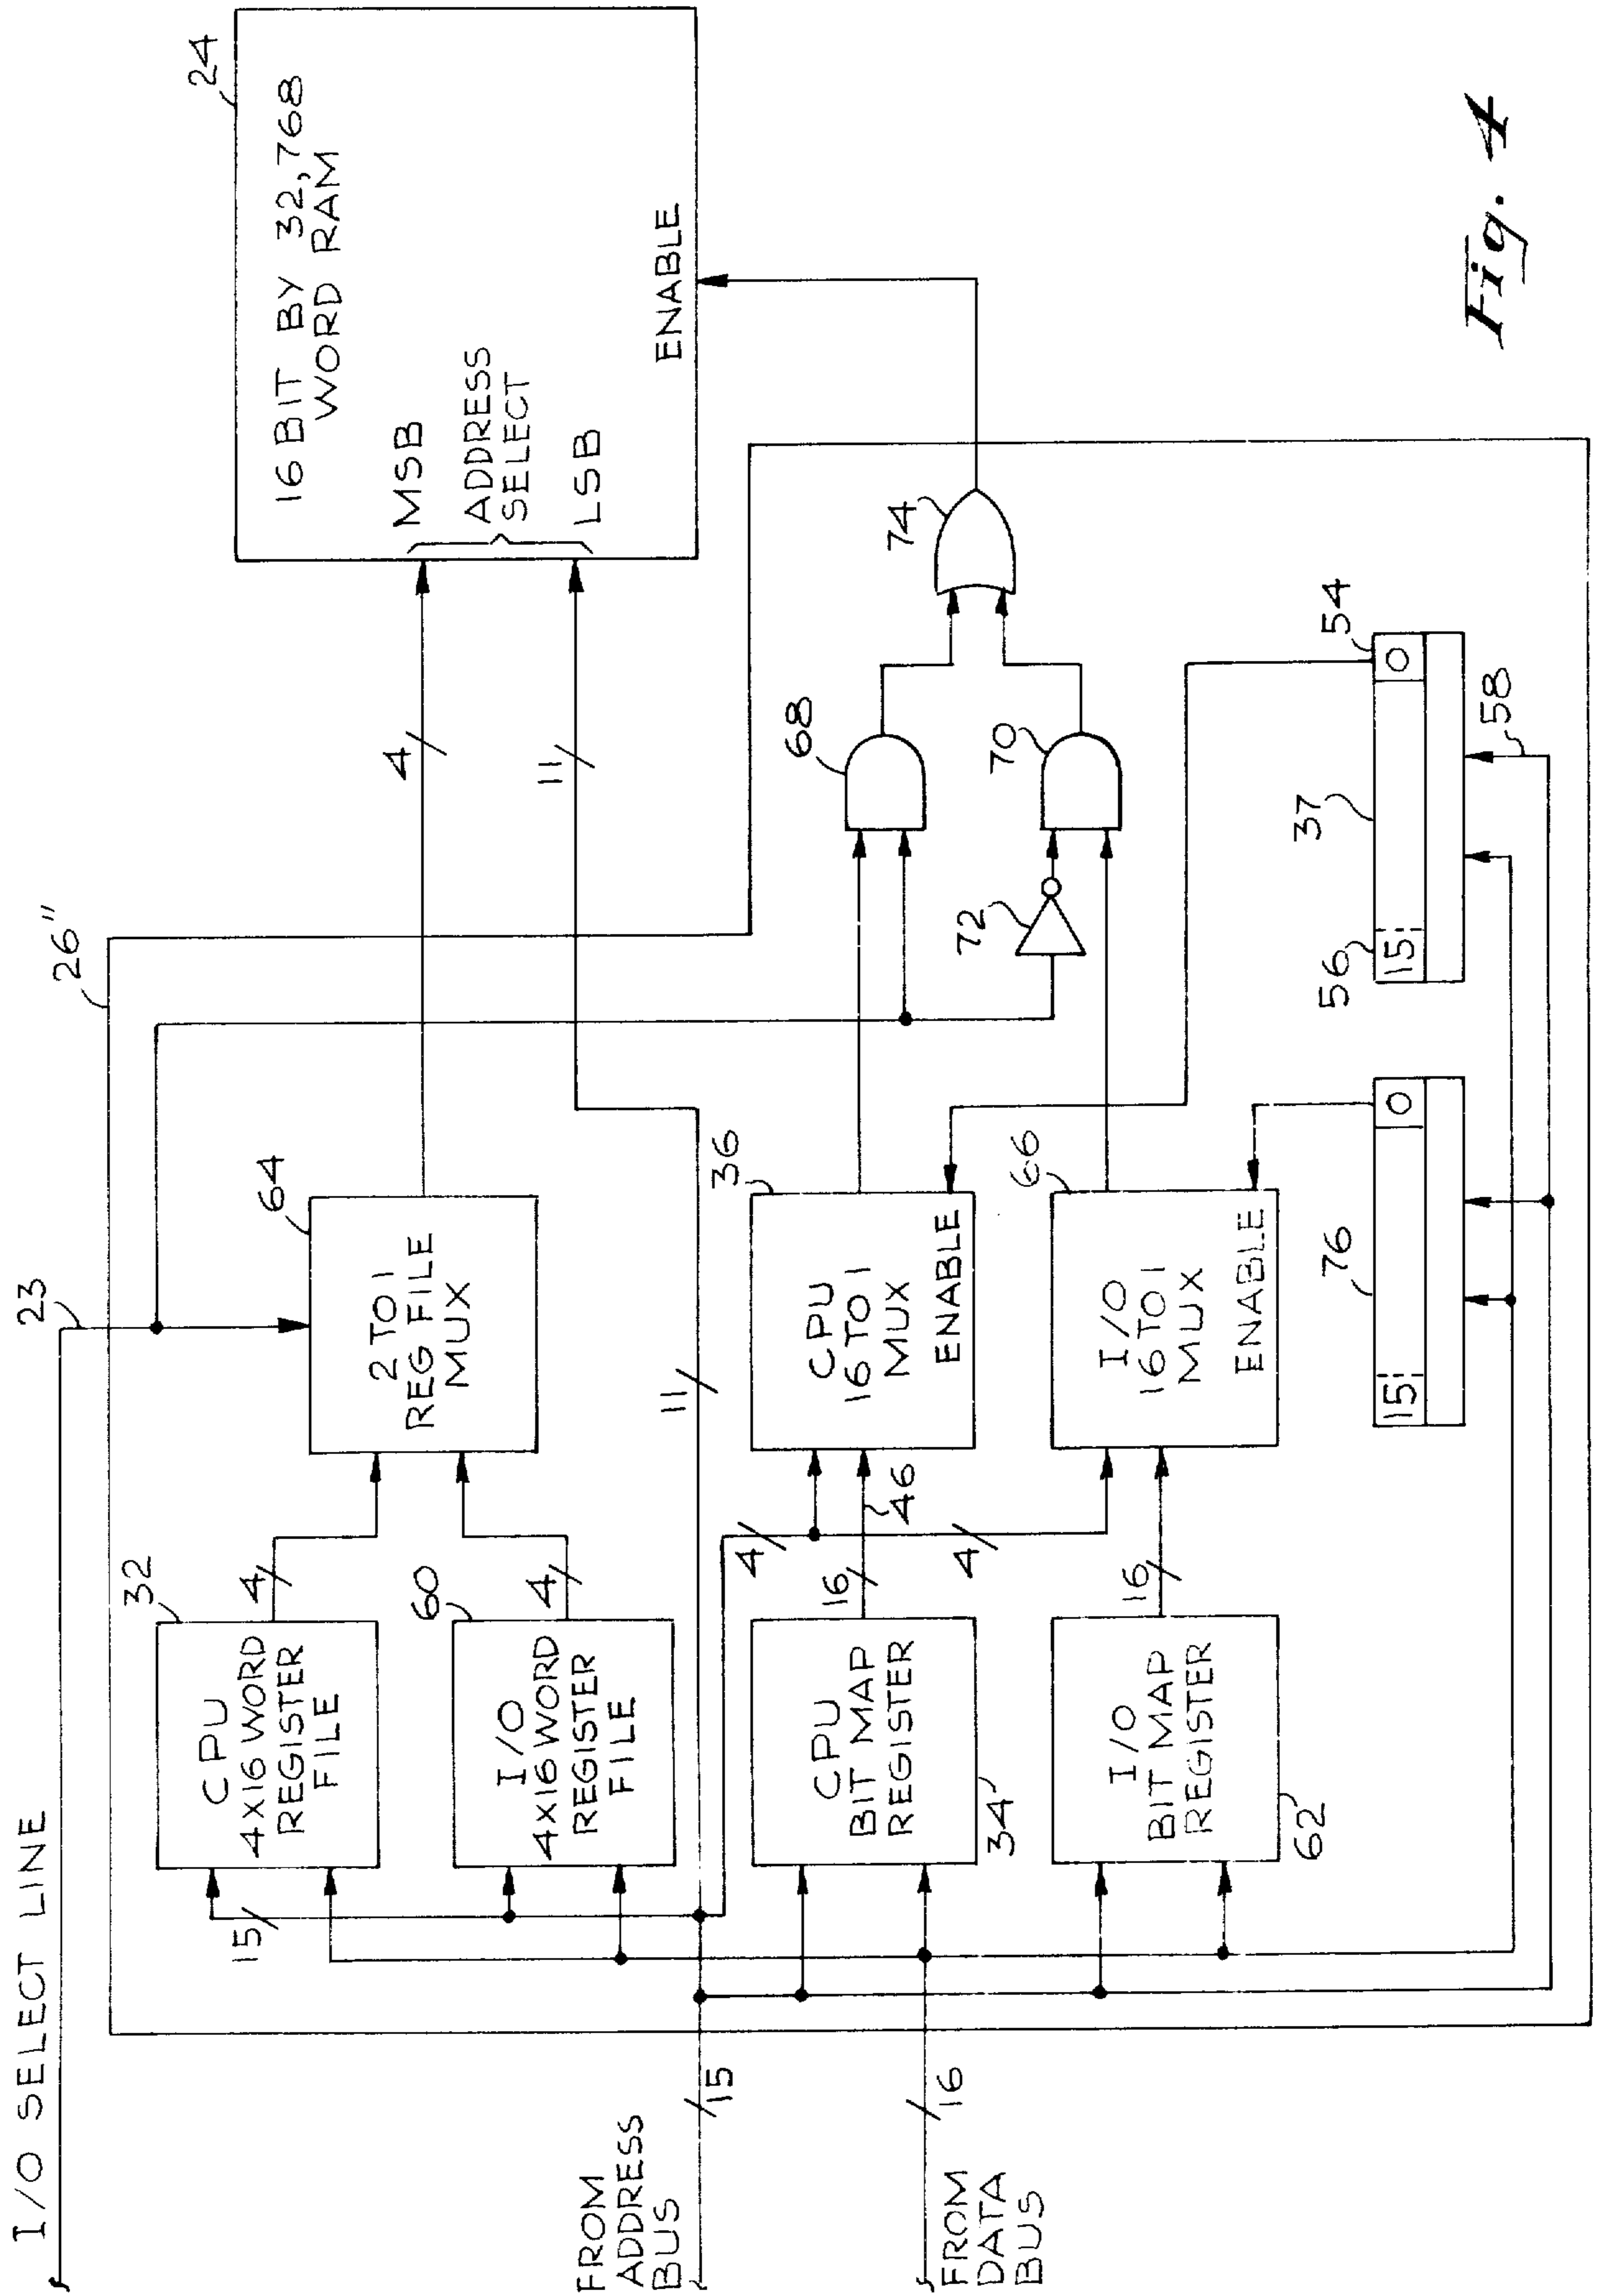 I/O SELECT LINE
23
26"
24
16 BIT BY 32,768
WORD RAM
MSB
ADDRESS
SELECT
LSB
ENABLE
32
CPU
4X16 WORD
REGISTER
FILE
4
60
I/O
4X16 WORD
REGISTER
FILE
4
15
64
2 TO 1
REG FILE
MUX
4
11
11
FROM
ADDRESS
BUS
15
FROM
DATA
BUS
16
CPU
BIT MAP
REGISTER
34
16
46
4
4
36
CPU
16 TO 1
MUX
ENABLE
I/O
BIT MAP
REGISTER
62
16
66
I/O
16 TO 1
MUX
ENABLE
68
70
72
74
76
15
0
56
15
37
0
54
58
Fig. 4